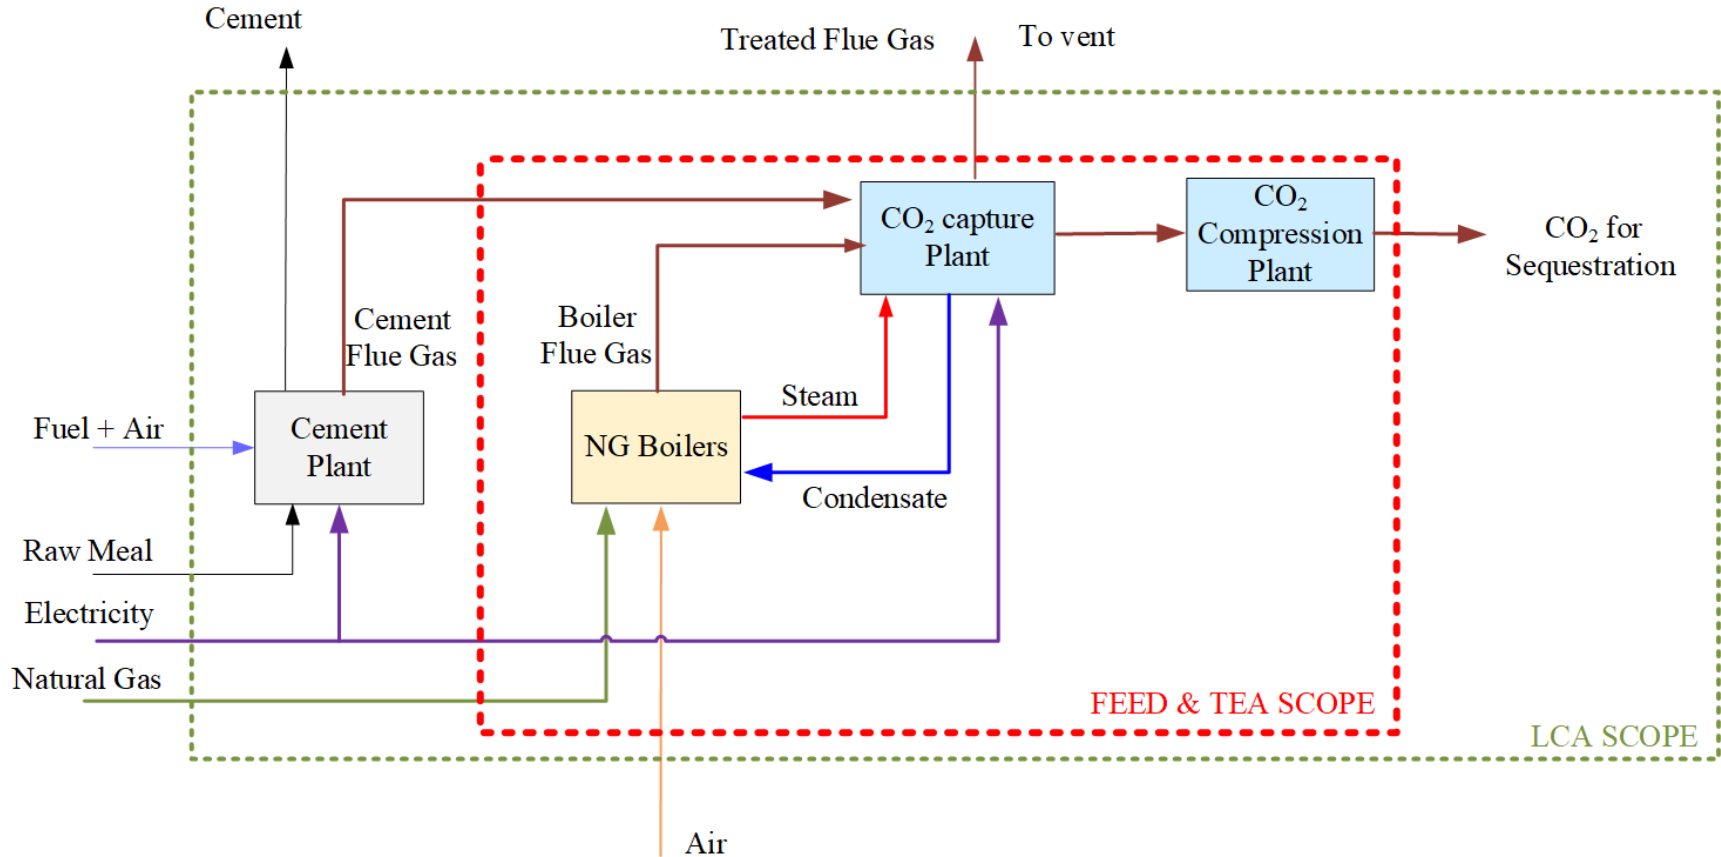 Cement
Treated Flue Gas
To vent
CO₂ capture
Plant
CO₂
Compression
Plant
CO₂ for
Sequestration
Cement
Flue Gas
Boiler
Flue Gas
Steam
Fuel + Air
Cement
Plant
NG Boilers
Condensate
Raw Meal
Electricity
Natural Gas
FEED & TEA SCOPE
LCA SCOPE
Air